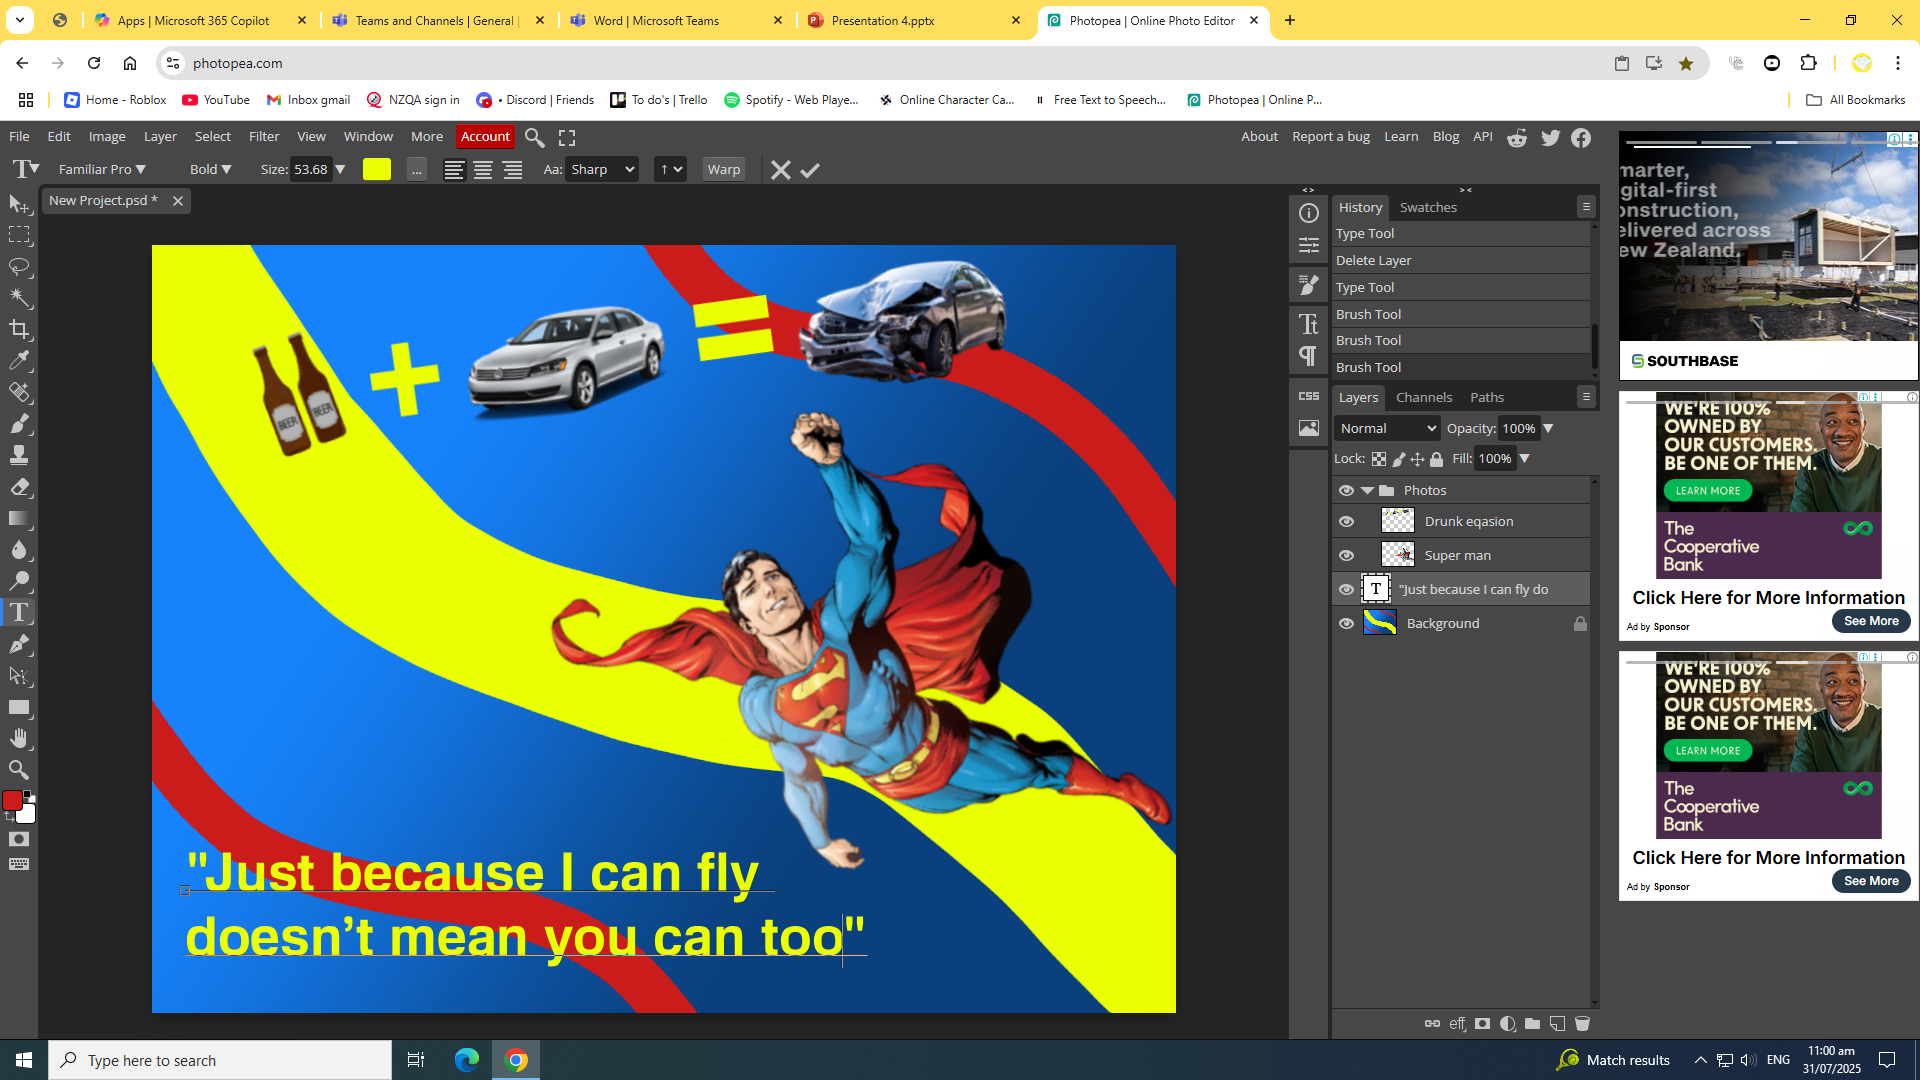 Apps | Microsoft 365 Copilot
Teams and Channels | General |
Word | Microsoft Teams
Presentation 4.pptx
Photopea | Online Photo Editor
photopea.com
Home - Roblox
YouTube
Inbox gmail
NZQA sign in
• Discord | Friends
To do's | Trello
Spotify - Web Playe...
Online Character Ca...
Free Text to Speech...
Photopea | Online P...
All Bookmarks
File Edit Image Layer Select Filter View Window More Account
About Report a bug Learn Blog API
Familiar Pro Bold Size: 53.68 ... Aa: Sharp Warp
New Project.psd *
BEER
BEER
"Just because I can fly
doesn’t mean you can too"
History Swatches
Type Tool
Delete Layer
Type Tool
Brush Tool
Brush Tool
Brush Tool
CSS
Layers Channels Paths
Normal Opacity: 100%
Lock: Fill: 100%
Photos
Drunk eqasion
Super man
"Just because I can fly do
Background
eff
marter,
gital-first
onstruction,
elivered across
ew Zealand.
SOUTHBASE
WE'RE 100%
OWNED BY
OUR CUSTOMERS.
BE ONE OF THEM.
LEARN MORE
The
Cooperative
Bank
Click Here for More Information
Ad by Sponsor
See More
WE'RE 100%
OWNED BY
OUR CUSTOMERS.
BE ONE OF THEM.
LEARN MORE
The
Cooperative
Bank
Click Here for More Information
Ad by Sponsor
See More
Type here to search
Match results
ENG
11:00 am
31/07/2025